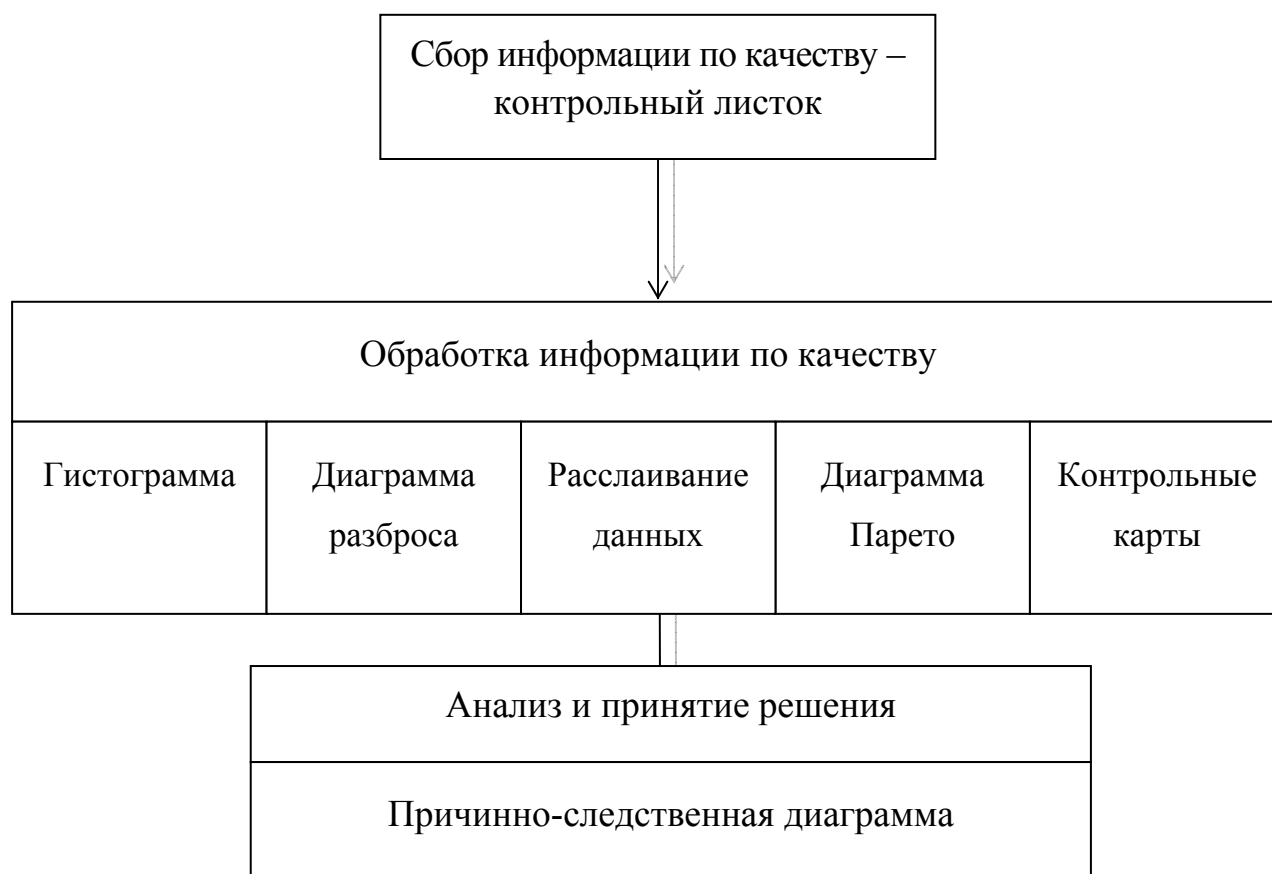 Сбор информации по качеству –
контрольный листок
Обработка информации по качеству
Гистограмма
Диаграмма
разброса
Расслаивание
данных
Диаграмма
Парето
Контрольные
карты
Анализ и принятие решения
Причинно-следственная диаграмма